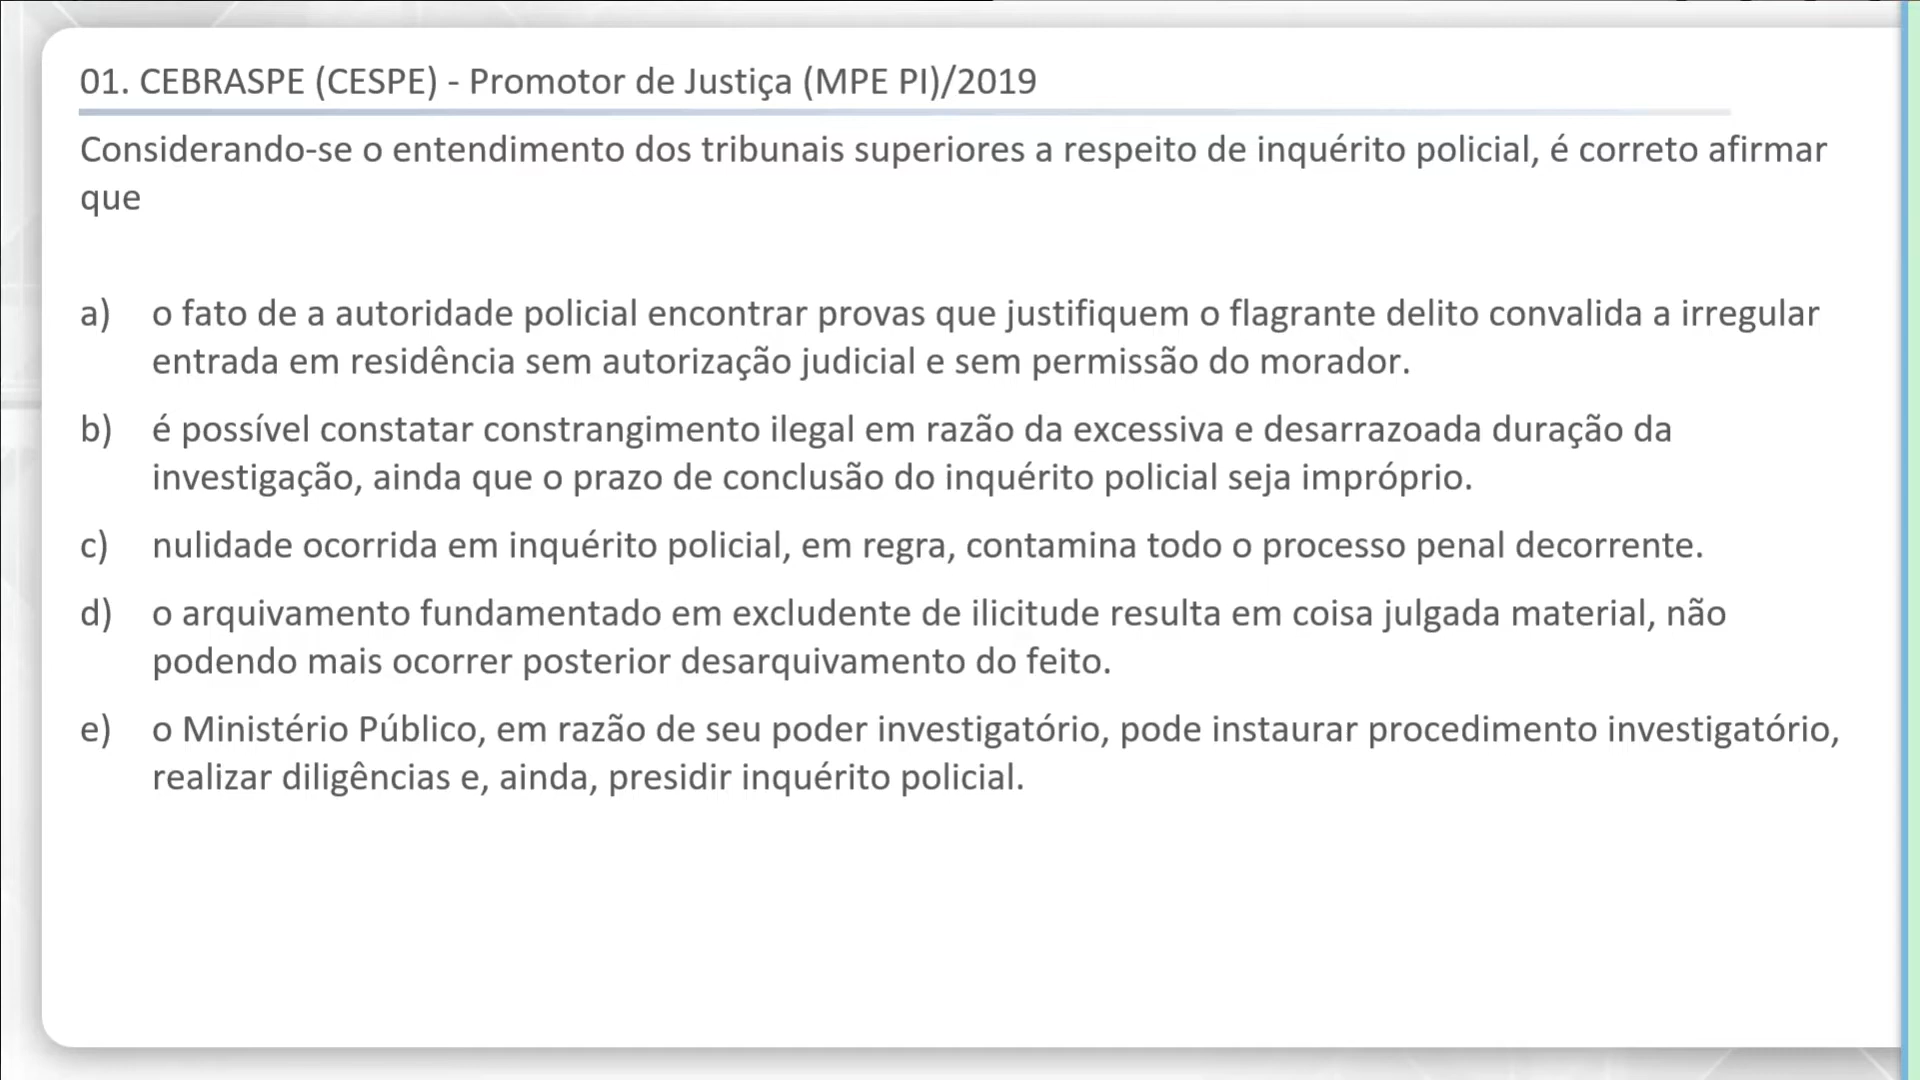 01. CEBRASPE (CESPE) - Promotor de Justiça (MPE PI)/2019
Considerando-se o entendimento dos tribunais superiores a respeito de inquérito policial, é correto afirmar
que
a) o fato de a autoridade policial encontrar provas que justifiquem o flagrante delito convalida a irregular
entrada em residência sem autorização judicial e sem permissão do morador.
b) é possível constatar constrangimento ilegal em razão da excessiva e desarrazoada duração da
investigação, ainda que o prazo de conclusão do inquérito policial seja impróprio.
c) nulidade ocorrida em inquérito policial, em regra, contamina todo o processo penal decorrente.
d) o arquivamento fundamentado em excludente de ilicitude resulta em coisa julgada material, não
podendo mais ocorrer posterior desarquivamento do feito.
e) o Ministério Público, em razão de seu poder investigatório, pode instaurar procedimento investigatório,
realizar diligências e, ainda, presidir inquérito policial.